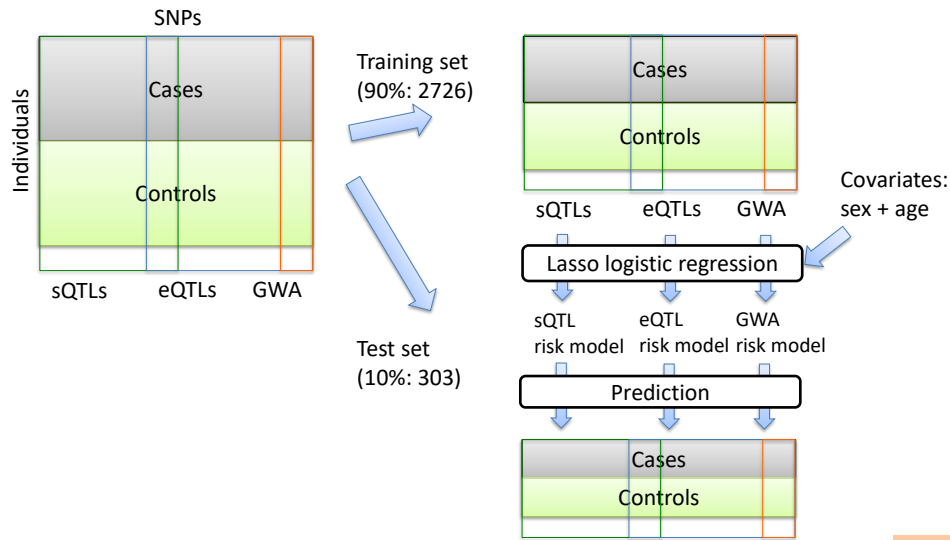 SNPs
Individuals
Cases
Controls
sQTLs eQTLs GWA
Training set
(90%: 2726)
Test set
(10%: 303)
Cases
Controls
sQTLs eQTLs GWA
Covariates:
sex + age
Lasso logistic regression
sQTL
risk model
eQTL
risk model
GWA
risk model
Prediction
Cases
Controls